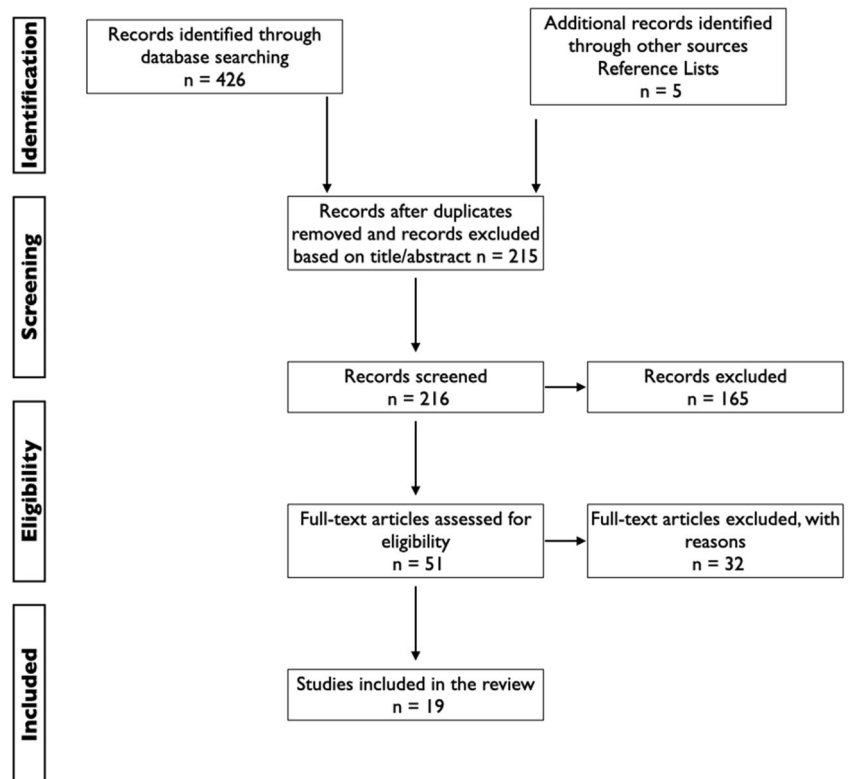 Identification
Records identified through
database searching
n = 426
Additional records identified
through other sources
Reference Lists
n = 5
Screening
Records after duplicates
removed and records excluded
based on title/abstract n = 215
Records screened
n = 216
Records excluded
n = 165
Eligibility
Full-text articles assessed for
eligibility
n = 51
Full-text articles excluded, with
reasons
n = 32
Included
Studies included in the review
n = 19